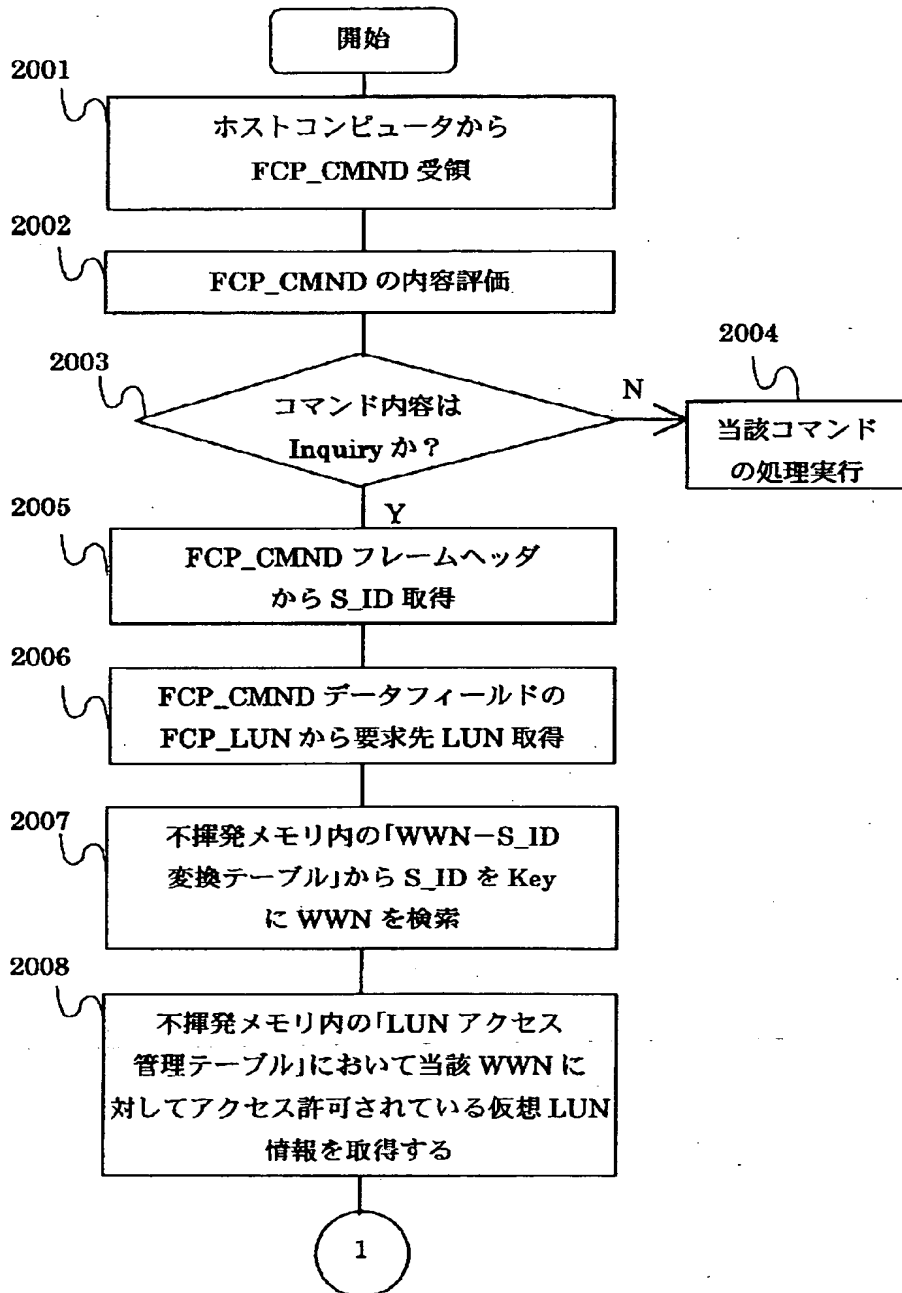 開始
2001
ホストコンピュータから
FCP_CMND 受領
2002
FCP_CMND の内容評価
2003
コマンド内容は
Inquiry か？
N
2004
当該コマンド
の処理実行
Y
2005
FCP_CMND フレームヘッダ
から S_ID 取得
2006
FCP_CMND データフィールドの
FCP_LUN から要求先 LUN 取得
2007
不揮発メモリ内の「WWN－S_ID
変換テーブル」から S_ID を Key
に WWN を検索
2008
不揮発メモリ内の「LUN アクセス
管理テーブル」において当該 WWN に
対してアクセス許可されている仮想 LUN
情報を取得する
1